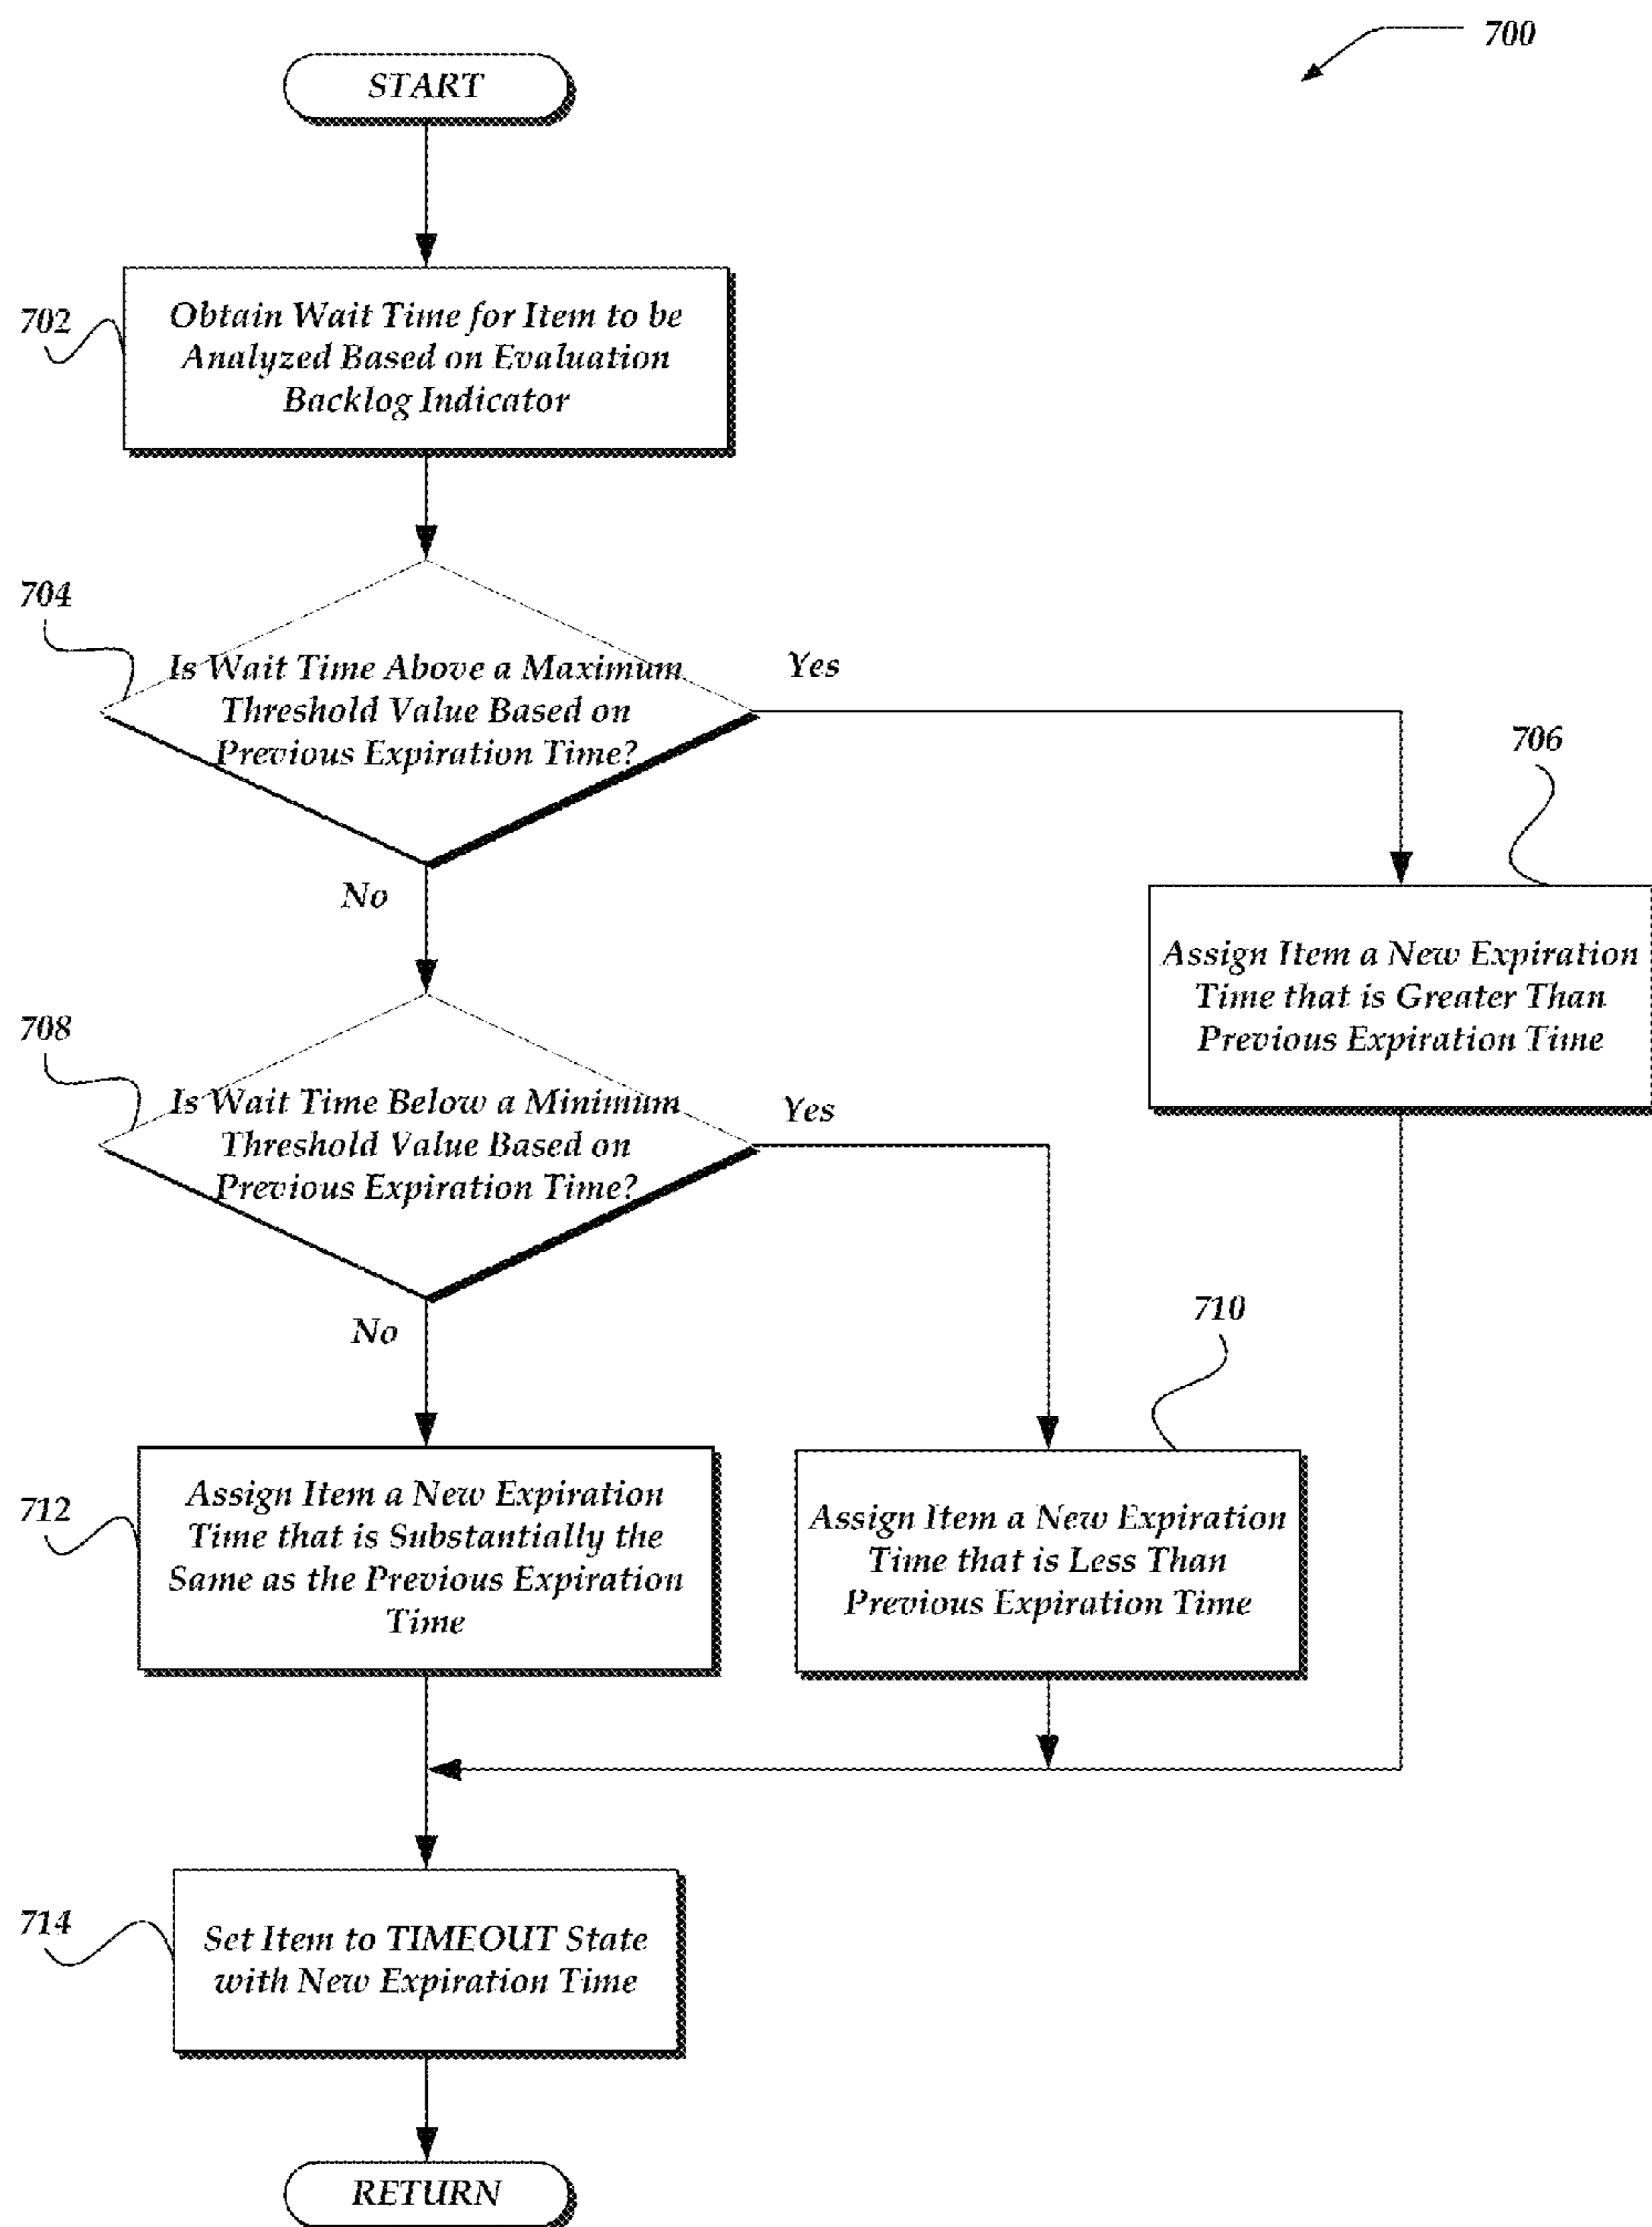 700
START
702
Obtain Wait Time for Item to be
Analyzed Based on Evaluation
Backlog Indicator
704
Is Wait Time Above a Maximum
Threshold Value Based on
Previous Expiration Time?
Yes
No
706
Assign Item a New Expiration
Time that is Greater Than
Previous Expiration Time
708
Is Wait Time Below a Minimum
Threshold Value Based on
Previous Expiration Time?
Yes
No
710
Assign Item a New Expiration
Time that is Less Than
Previous Expiration Time
712
Assign Item a New Expiration
Time that is Substantially the
Same as the Previous Expiration
Time
714
Set Item to TIMEOUT State
with New Expiration Time
RETURN